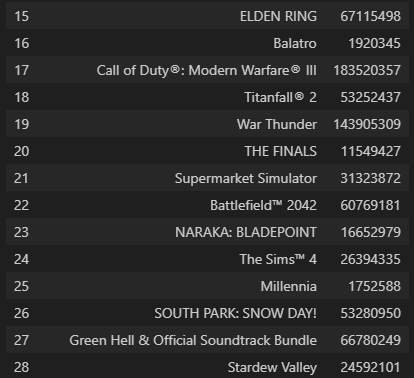 15 ELDEN RING 67115498
16 Balatro 1920345
17 Call of Duty®: Modern Warfare® III 183520357
18 Titanfall® 2 53252437
19 War Thunder 143905309
20 THE FINALS 11549427
21 Supermarket Simulator 31323872
22 Battlefield™ 2042 60769181
23 NARAKA: BLADEPOINT 16652979
24 The Sims™ 4 26394335
25 Millennia 1752588
26 SOUTH PARK: SNOW DAY! 53280950
27 Green Hell & Official Soundtrack Bundle 66780249
28 Stardew Valley 24592101